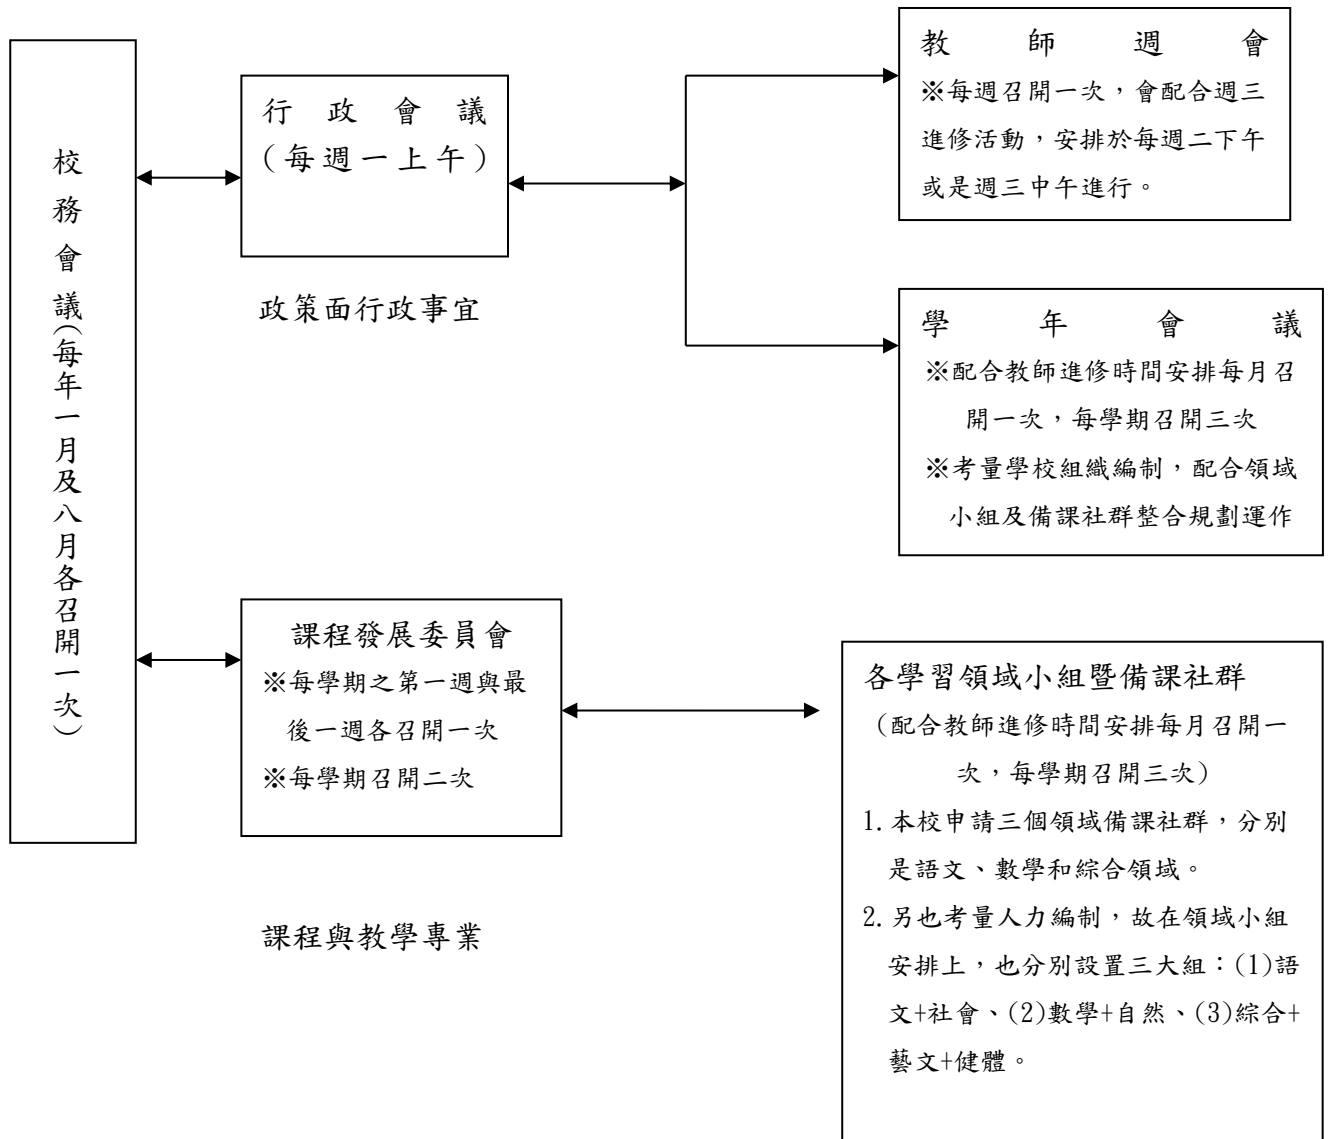 校務會議(每年一月及八月各召開一次)
行政會議
(每週一上午)
政策面行政事宜
教師週會
※每週召開一次，會配合週三
進修活動，安排於每週二下午
或是週三中午進行。
學年會議
※配合教師進修時間安排每月召
開一次，每學期召開三次
※考量學校組織編制，配合領域
小組及備課社群整合規劃運作
課程發展委員會
※每學期之第一週與最
後一週各召開一次
※每學期召開二次
課程與教學專業
各學習領域小組暨備課社群
(配合教師進修時間安排每月召開一
次，每學期召開三次)
1.本校申請三個領域備課社群，分別
是語文、數學和綜合領域。
2.另也考量人力編制，故在領域小組
安排上，也分別設置三大組：(1)語
文+社會、(2)數學+自然、(3)綜合+
藝文+健體。